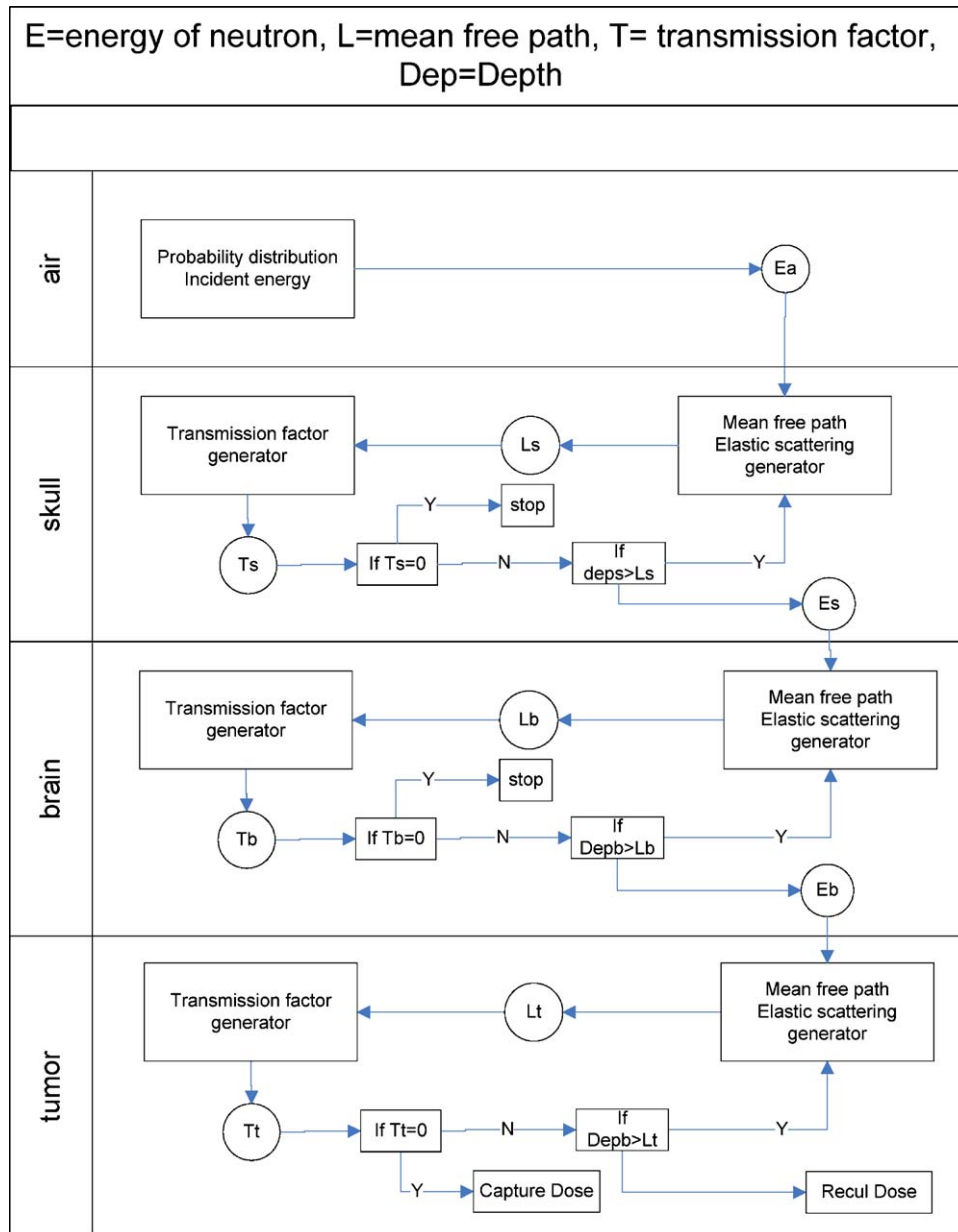 E=energy of neutron, L=mean free path, T= transmission factor,
Dep=Depth
air
Probability distribution
Incident energy
Ea
skull
Transmission factor
generator
Ls
Mean free path
Elastic scattering
generator
Y
stop
Ts
If Ts=0
N
If
deps>Ls
Y
Es
brain
Transmission factor
generator
Lb
Mean free path
Elastic scattering
generator
Y
stop
Tb
If Tb=0
N
If
Depb>Lb
Y
Eb
tumor
Transmission factor
generator
Lt
Mean free path
Elastic scattering
generator
Tt
If Tt=0
N
If
Depb>Lt
Y
Y
Capture Dose
Recul Dose